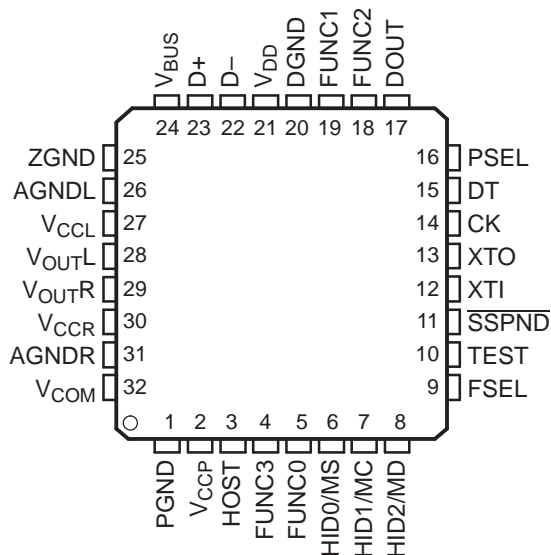 VBUS D+ D– VDD DGND FUNC1 FUNC2 DOUT
24 23 22 21 20 19 18 17
ZGND 25 16 PSEL
AGNDL 26 15 DT
VCCL 27 14 CK
VOUTL 28 13 XTO
VOUTR 29 12 XTI
VCCR 30 11 SSPND
AGNDR 31 10 TEST
VCOM 32 9 FSEL
1 2 3 4 5 6 7 8
PGND VCCP HOST FUNC3 FUNC0 HID0/MS HID1/MC HID2/MD